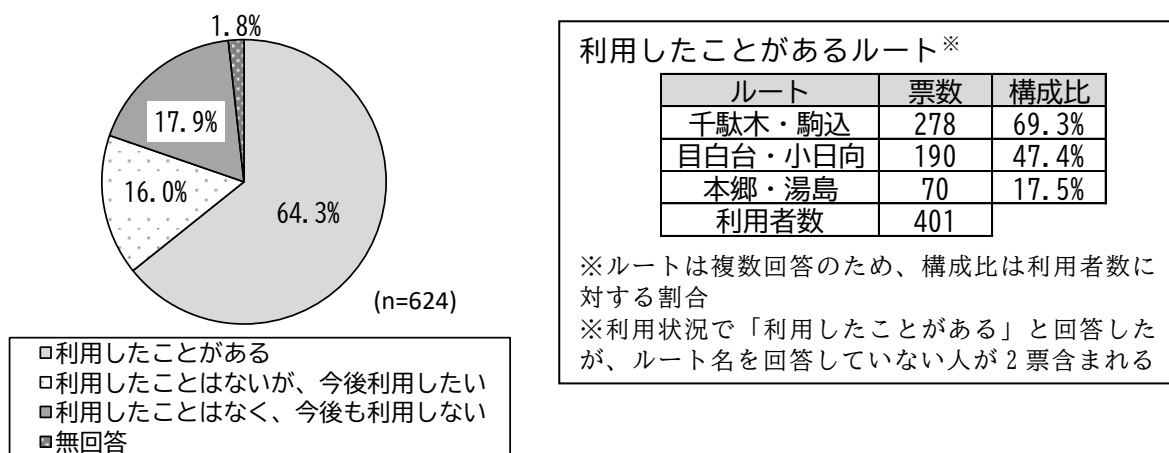 1.8%
17.9%
16.0%
64.3%
(n=624)
利用したことがある
利用したことはないが、今後利用したい
利用したことはなく、今後も利用しない
無回答
利用したことがあるルート※
ルート 票数 構成比
千駄木・駒込 278 69.3%
目白台・小日向 190 47.4%
本郷・湯島 70 17.5%
利用者数 401
※ルートは複数回答のため、構成比は利用者数に
対する割合
※利用状況で「利用したことがある」と回答した
が、ルート名を回答していない人が2票含まれる